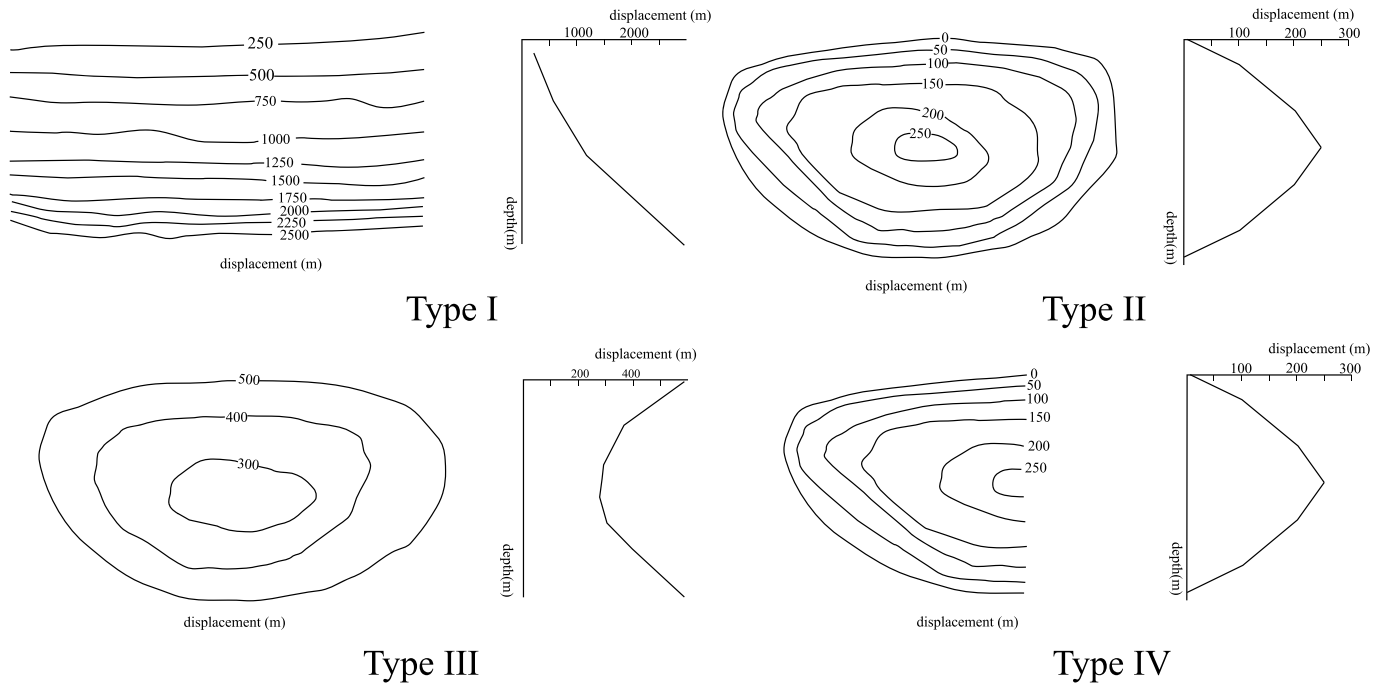 displacement (m)
1000 2000
250
500
750
1000
1250
1500
1750
2000
2250
2500
depth(m)
displacement (m)
Type I
displacement (m)
100 200 300
0
50
100
150
200
250
depth(m)
displacement (m)
Type II
displacement (m)
200 400
500
400
300
depth(m)
displacement (m)
Type III
displacement (m)
100 200 300
0
50
100
150
200
250
depth(m)
displacement (m)
Type IV